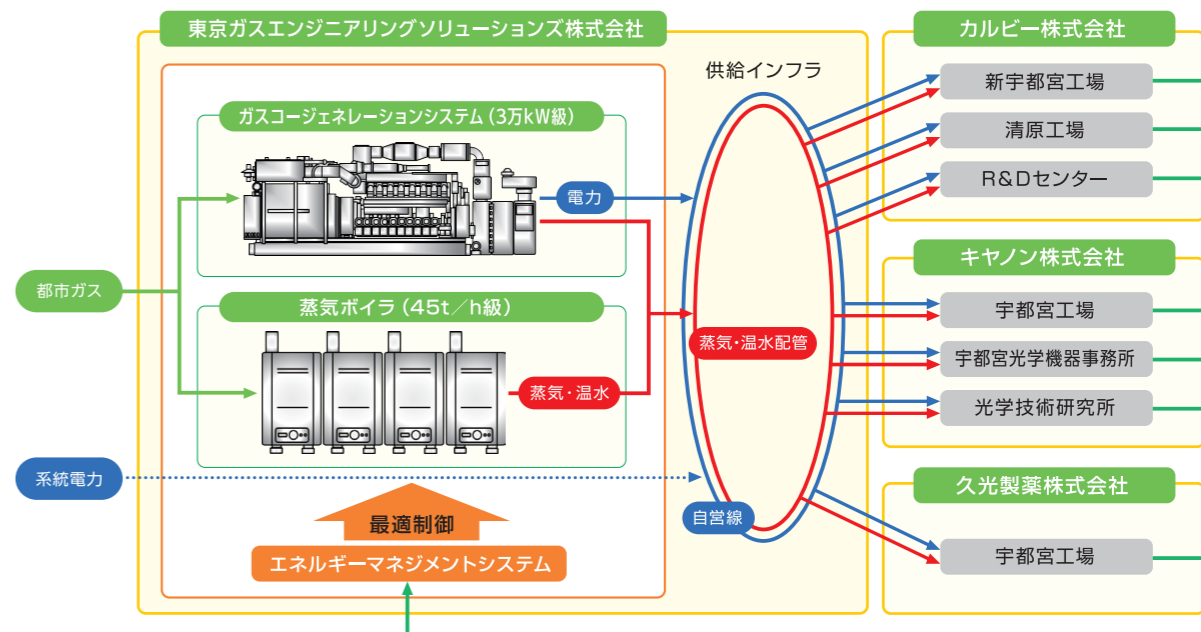 東京ガスエンジニアリングソリューションズ株式会社
供給インフラ
ガスコージェネレーションシステム(3万kW級)
電力
都市ガス
蒸気ボイラ(45t/h級)
蒸気・温水
蒸気・温水配管
系統電力
自営線
最適制御
エネルギーマネジメントシステム
カルビー株式会社
新宇都宮工場
清原工場
R&Dセンター
キヤノン株式会社
宇都宮工場
宇都宮光学機器事務所
光学技術研究所
久光製薬株式会社
宇都宮工場